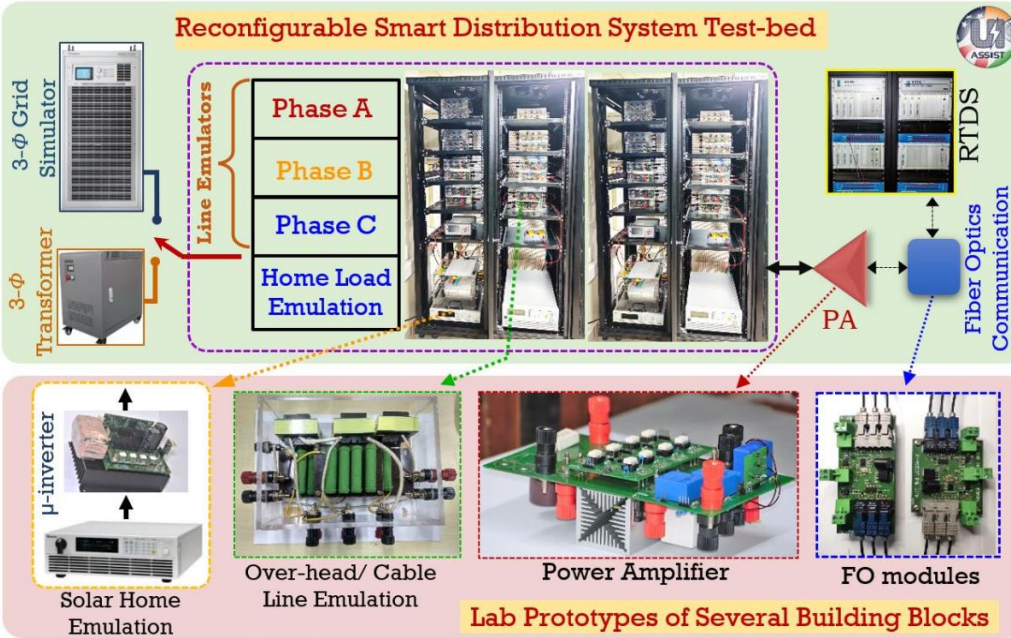 Reconfigurable Smart Distribution System Test-bed
UI
ASSIST
3-Φ Grid
Simulator
3-Φ
Transformer
Line Emulators
Phase A
Phase B
Phase C
Home Load
Emulation
RTDS
PA
Fiber Optics
Communication
µ-inverter
Solar Home
Emulation
Over-head/ Cable
Line Emulation
Power Amplifier
FO modules
Lab Prototypes of Several Building Blocks